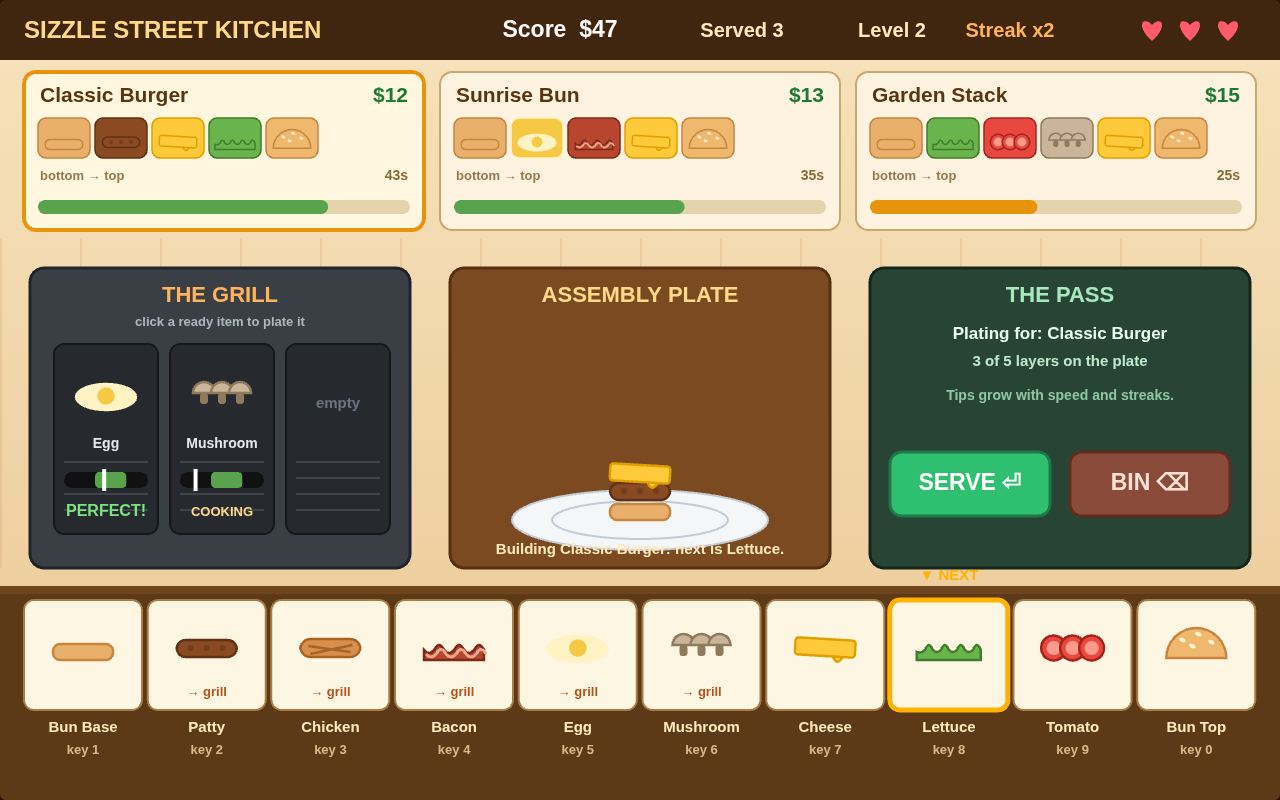 SIZZLE STREET KITCHEN
Score $47
Served 3
Level 2
Streak x2
Classic Burger $12
bottom → top 43s
Sunrise Bun $13
bottom → top 35s
Garden Stack $15
bottom → top 25s
THE GRILL
click a ready item to plate it
Egg
PERFECT!
Mushroom
COOKING
empty
ASSEMBLY PLATE
Building Classic Burger: next is Lettuce.
THE PASS
Plating for: Classic Burger
3 of 5 layers on the plate
Tips grow with speed and streaks.
SERVE ⏎
BIN ⌫
▼ NEXT
→ grill
→ grill
→ grill
→ grill
→ grill
Bun Base
key 1
Patty
key 2
Chicken
key 3
Bacon
key 4
Egg
key 5
Mushroom
key 6
Cheese
key 7
Lettuce
key 8
Tomato
key 9
Bun Top
key 0